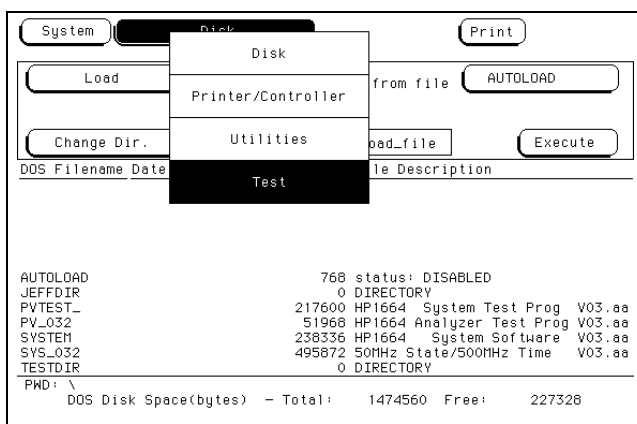 System Disk Print
Disk
Load from file AUTOLOAD
Printer/Controller
Utilities
Change Dir. oad_file Execute
DOS Filename Date le Description
Test
AUTOLOAD 768 status: DISABLED
JEFFDIR 0 DIRECTORY
PVTEST_ 217600 HP1664 System Test Prog V03.aa
PV_032 51968 HP1664 Analyzer Test Prog V03.aa
SYSTEM 238336 HP1664 System Software V03.aa
SYS_032 495872 50MHz State/500MHz Time V03.aa
TESTDIR 0 DIRECTORY
PWD: \
DOS Disk Space(bytes) - Total: 1474560 Free: 227328